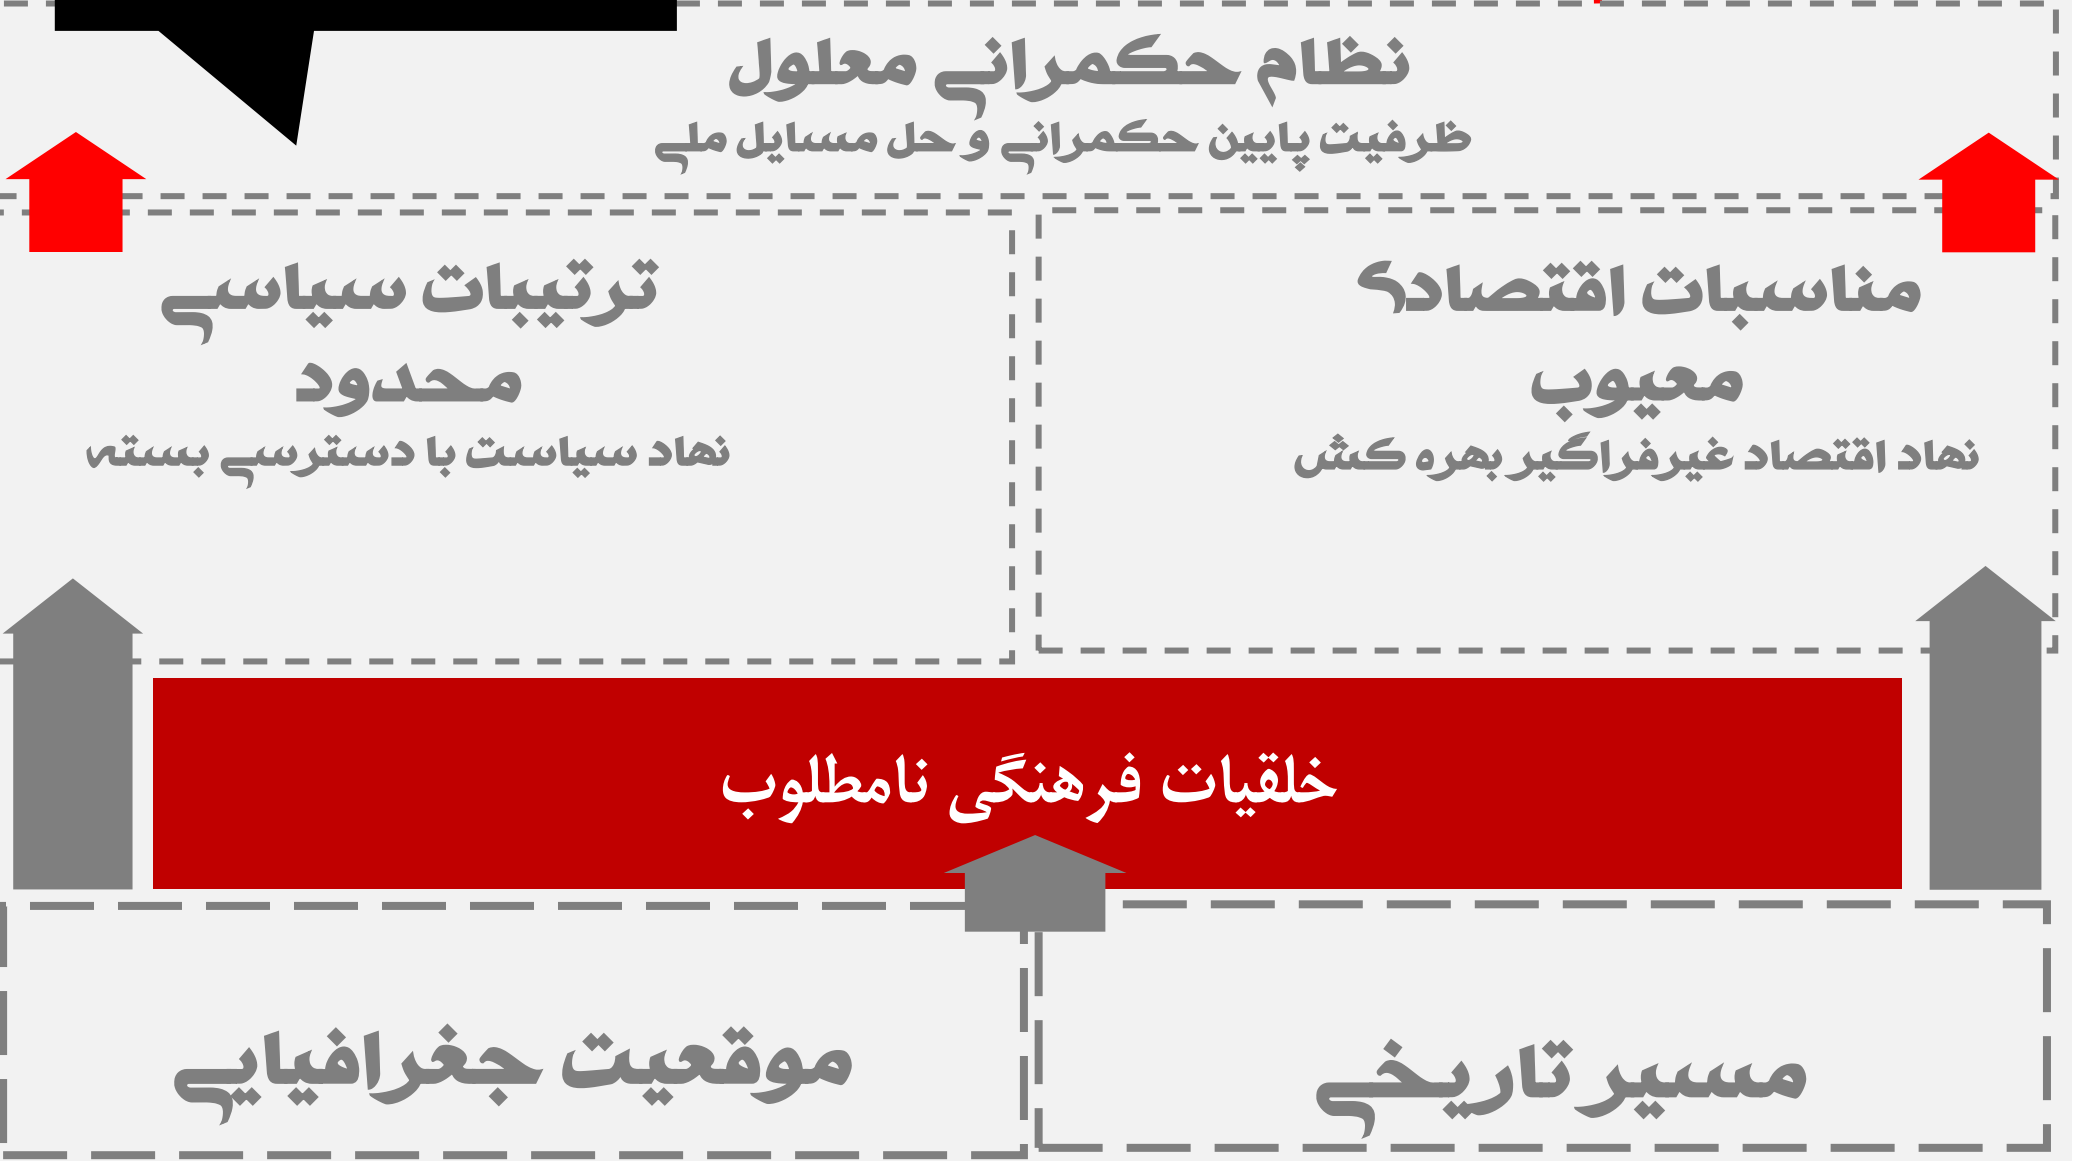 نظام حکمرانی معلول
ظرفیت پایین حکمرانی و حل مسایل ملی
مناسبات اقتصادی
معیوب
نهاد اقتصاد غیرفراگیر بهره کش
ترتیبات سیاسی
محدود
نهاد سیاست با دسترسی بسته
خلقیات فرهنگی نامطلوب
مسیر تاریخی
موقعیت جغرافیایی